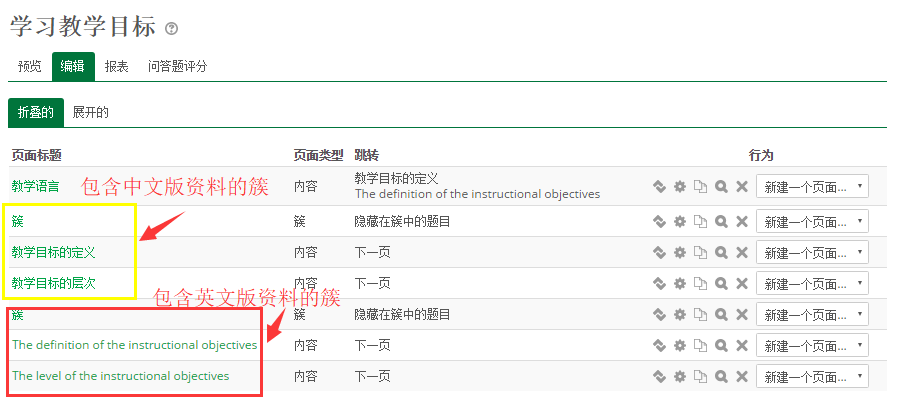 学习教学目标 ?
预览 编辑 报表 问答题评分
折叠的 展开的
页面标题 页面类型 跳转 行为
教学语言 内容 教学目标的定义 新建一个页面...
The definition of the instructional objectives
包含中文版资料的簇
簇 簇 隐藏在簇中的题目 新建一个页面...
教学目标的定义 内容 下一页 新建一个页面...
教学目标的层次 内容 下一页 新建一个页面...
包含英文版资料的簇
簇 簇 隐藏在簇中的题目 新建一个页面...
The definition of the instructional objectives 内容 下一页 新建一个页面...
The level of the instructional objectives 内容 下一页 新建一个页面...